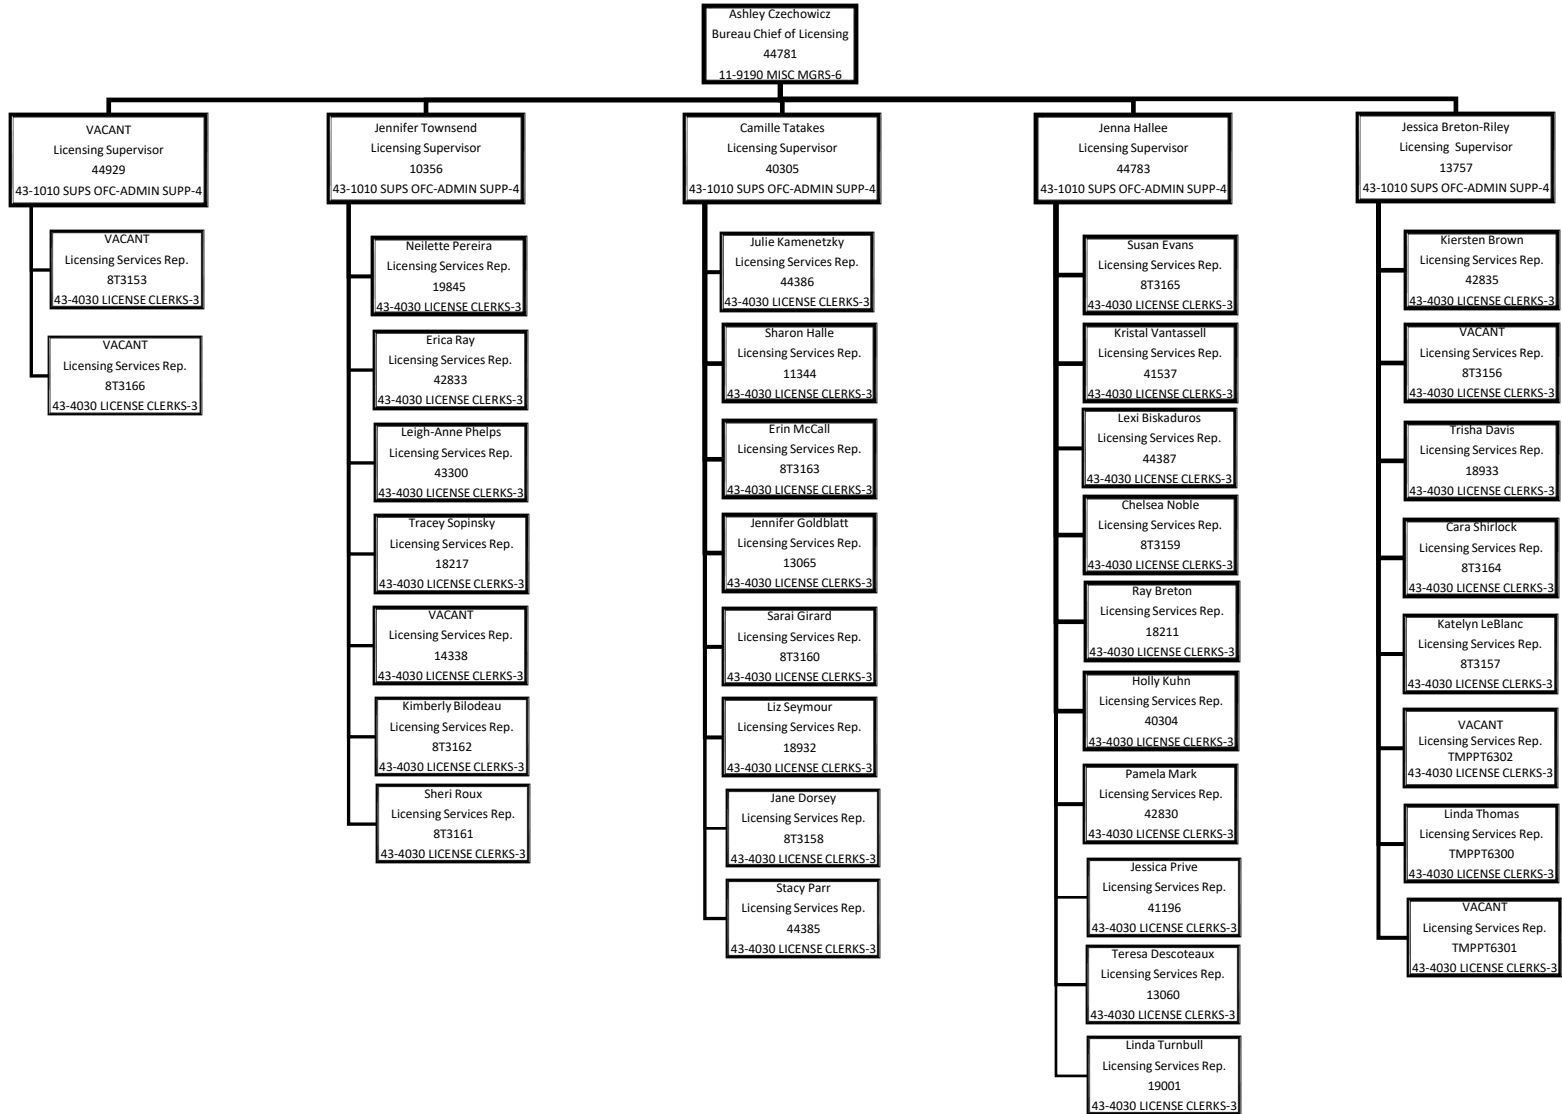 Ashley Czechowicz
Bureau Chief of Licensing
44781
11-9190 MISC MGRS-6
VACANT
Licensing Supervisor
44929
43-1010 SUPS OFC-ADMIN SUPP-4
VACANT
Licensing Services Rep.
8T3153
43-4030 LICENSE CLERKS-3
VACANT
Licensing Services Rep.
8T3166
43-4030 LICENSE CLERKS-3
Jennifer Townsend
Licensing Supervisor
10356
43-1010 SUPS OFC-ADMIN SUPP-4
Neilette Pereira
Licensing Services Rep.
19845
43-4030 LICENSE CLERKS-3
Erica Ray
Licensing Services Rep.
42833
43-4030 LICENSE CLERKS-3
Leigh-Anne Phelps
Licensing Services Rep.
43300
43-4030 LICENSE CLERKS-3
Tracey Sopinsky
Licensing Services Rep.
18217
43-4030 LICENSE CLERKS-3
VACANT
Licensing Services Rep.
14338
43-4030 LICENSE CLERKS-3
Kimberly Bilodeau
Licensing Services Rep.
8T3162
43-4030 LICENSE CLERKS-3
Sheri Roux
Licensing Services Rep.
8T3161
43-4030 LICENSE CLERKS-3
Camille Tatakes
Licensing Supervisor
40305
43-1010 SUPS OFC-ADMIN SUPP-4
Julie Kamenetzky
Licensing Services Rep.
44386
43-4030 LICENSE CLERKS-3
Sharon Halle
Licensing Services Rep.
11344
43-4030 LICENSE CLERKS-3
Erin McCall
Licensing Services Rep.
8T3163
43-4030 LICENSE CLERKS-3
Jennifer Goldblatt
Licensing Services Rep.
13065
43-4030 LICENSE CLERKS-3
Sarai Girard
Licensing Services Rep.
8T3160
43-4030 LICENSE CLERKS-3
Liz Seymour
Licensing Services Rep.
18932
43-4030 LICENSE CLERKS-3
Jane Dorsey
Licensing Services Rep.
8T3158
43-4030 LICENSE CLERKS-3
Stacy Parr
Licensing Services Rep.
44385
43-4030 LICENSE CLERKS-3
Jenna Hallee
Licensing Supervisor
44783
43-1010 SUPS OFC-ADMIN SUPP-4
Susan Evans
Licensing Services Rep.
8T3165
43-4030 LICENSE CLERKS-3
Kristal Vantassell
Licensing Services Rep.
41537
43-4030 LICENSE CLERKS-3
Lexi Biskaduros
Licensing Services Rep.
44387
43-4030 LICENSE CLERKS-3
Chelsea Noble
Licensing Services Rep.
8T3159
43-4030 LICENSE CLERKS-3
Ray Breton
Licensing Services Rep.
18211
43-4030 LICENSE CLERKS-3
Holly Kuhn
Licensing Services Rep.
40304
43-4030 LICENSE CLERKS-3
Pamela Mark
Licensing Services Rep.
42830
43-4030 LICENSE CLERKS-3
Jessica Prive
Licensing Services Rep.
41196
43-4030 LICENSE CLERKS-3
Teresa Descoteaux
Licensing Services Rep.
13060
43-4030 LICENSE CLERKS-3
Linda Turnbull
Licensing Services Rep.
19001
43-4030 LICENSE CLERKS-3
Jessica Breton-Riley
Licensing Supervisor
13757
43-1010 SUPS OFC-ADMIN SUPP-4
Kiersten Brown
Licensing Services Rep.
42835
43-4030 LICENSE CLERKS-3
VACANT
Licensing Services Rep.
8T3156
43-4030 LICENSE CLERKS-3
Trisha Davis
Licensing Services Rep.
18933
43-4030 LICENSE CLERKS-3
Cara Shirlock
Licensing Services Rep.
8T3164
43-4030 LICENSE CLERKS-3
Katelyn LeBlanc
Licensing Services Rep.
8T3157
43-4030 LICENSE CLERKS-3
VACANT
Licensing Services Rep.
TMPPT6302
43-4030 LICENSE CLERKS-3
Linda Thomas
Licensing Services Rep.
TMPPT6300
43-4030 LICENSE CLERKS-3
VACANT
Licensing Services Rep.
TMPPT6301
43-4030 LICENSE CLERKS-3